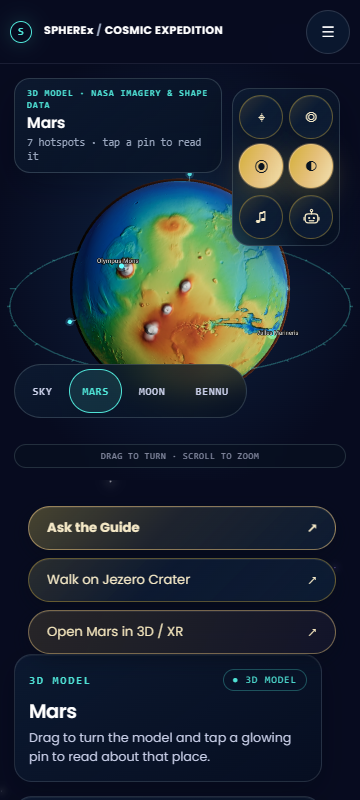 S SPHEREx / COSMIC EXPEDITION
3D MODEL · NASA IMAGERY & SHAPE
DATA
Mars
7 hotspots · tap a pin to read
it
Olympus Mons
Valles Marineris
SKY MARS MOON BENNU
DRAG TO TURN · SCROLL TO ZOOM
Ask the Guide ↗
Walk on Jezero Crater ↗
Open Mars in 3D / XR ↗
3D MODEL
● 3D MODEL
Mars
Drag to turn the model and tap a glowing
pin to read about that place.